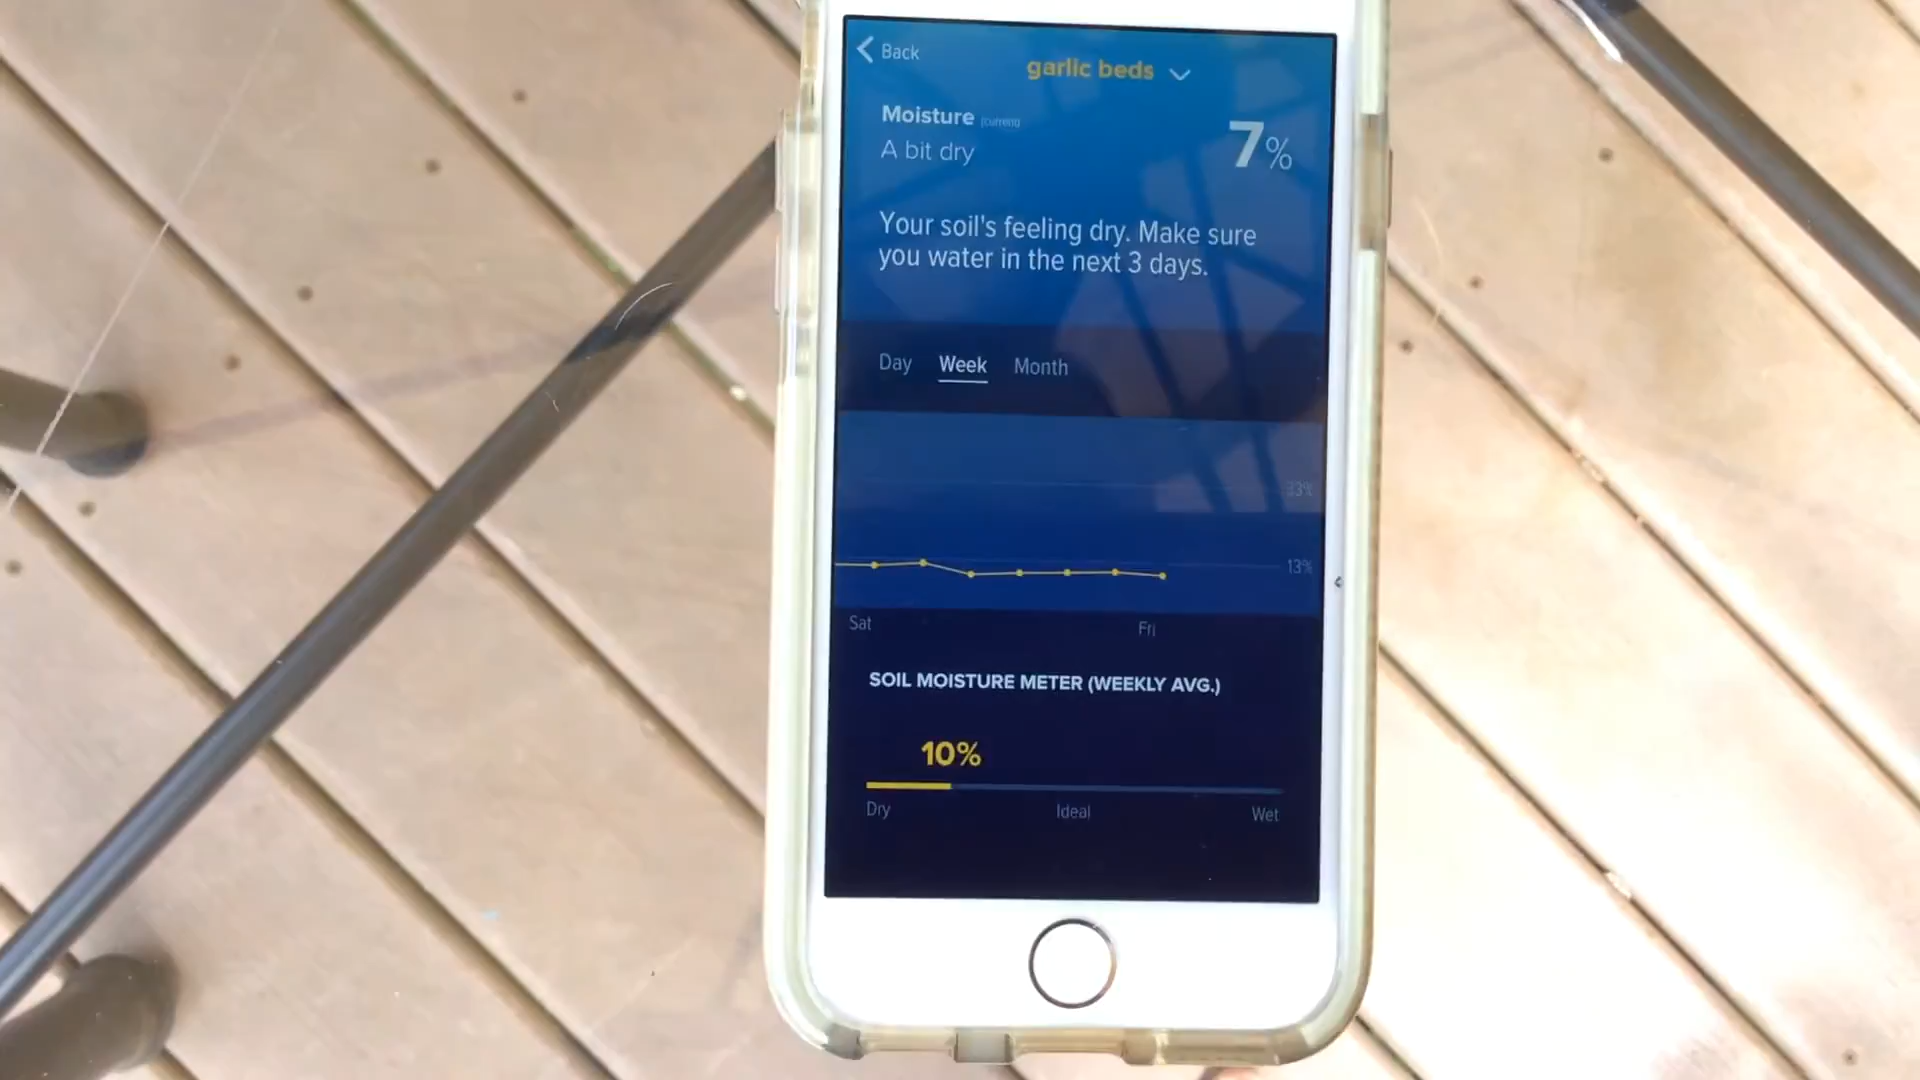 Back
garlic beds
Moisture (current)
A bit dry
7%
Your soil's feeling dry. Make sure
you water in the next 3 days.
Day Week Month
33%
13%
Sat Fri
SOIL MOISTURE METER (WEEKLY AVG.)
10%
Dry Ideal Wet